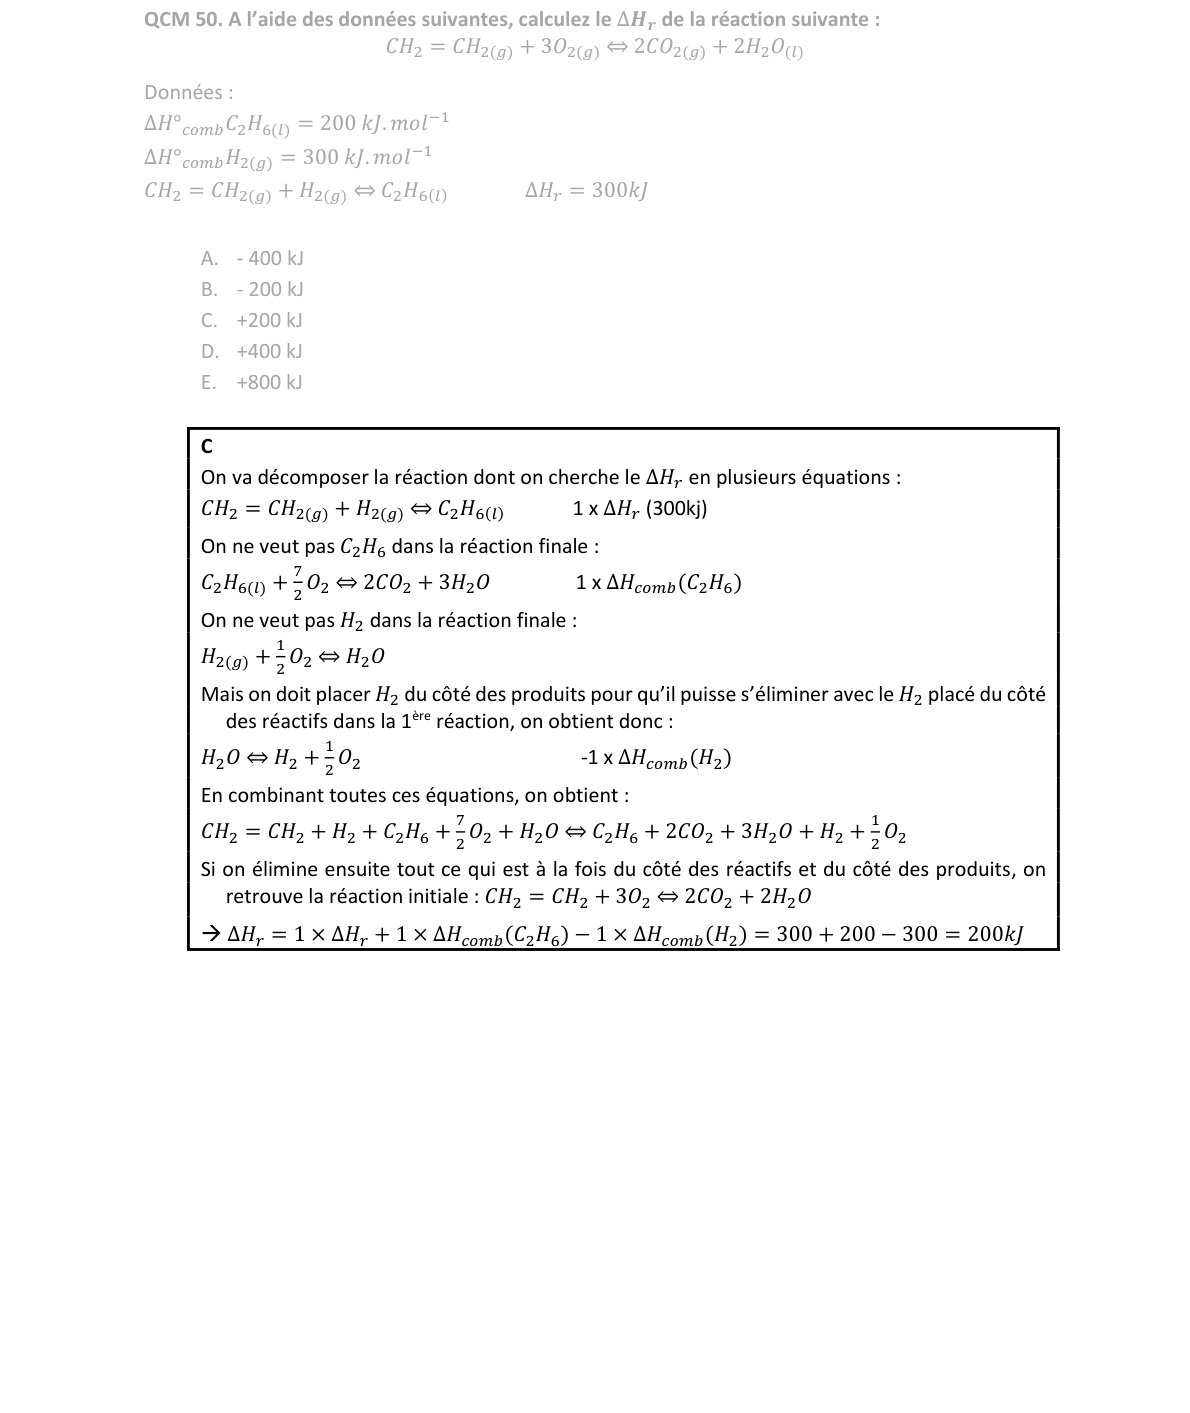 QCM 50. A l’aide des données suivantes, calculez le ΔHᵣ de la réaction suivante :
CH₂ = CH₂₍g₎ + 3O₂₍g₎ ⇔ 2CO₂₍g₎ + 2H₂O₍l₎
Données :
ΔH°comb C₂H₆₍l₎ = 200 kJ.mol⁻¹
ΔH°comb H₂₍g₎ = 300 kJ.mol⁻¹
CH₂ = CH₂₍g₎ + H₂₍g₎ ⇔ C₂H₆₍l₎ ΔHᵣ = 300kJ
A. - 400 kJ
B. - 200 kJ
C. +200 kJ
D. +400 kJ
E. +800 kJ
C
On va décomposer la réaction dont on cherche le ΔHᵣ en plusieurs équations :
CH₂ = CH₂₍g₎ + H₂₍g₎ ⇔ C₂H₆₍l₎ 1 x ΔHᵣ (300kj)
On ne veut pas C₂H₆ dans la réaction finale :
C₂H₆₍l₎ + 7/2 O₂ ⇔ 2CO₂ + 3H₂O 1 x ΔHcomb(C₂H₆)
On ne veut pas H₂ dans la réaction finale :
H₂₍g₎ + 1/2 O₂ ⇔ H₂O
Mais on doit placer H₂ du côté des produits pour qu’il puisse s’éliminer avec le H₂ placé du côté
des réactifs dans la 1ère réaction, on obtient donc :
H₂O ⇔ H₂ + 1/2 O₂ -1 x ΔHcomb(H₂)
En combinant toutes ces équations, on obtient :
CH₂ = CH₂ + H₂ + C₂H₆ + 7/2 O₂ + H₂O ⇔ C₂H₆ + 2CO₂ + 3H₂O + H₂ + 1/2 O₂
Si on élimine ensuite tout ce qui est à la fois du côté des réactifs et du côté des produits, on
retrouve la réaction initiale : CH₂ = CH₂ + 3O₂ ⇔ 2CO₂ + 2H₂O
→ ΔHᵣ = 1 × ΔHᵣ + 1 × ΔHcomb(C₂H₆) − 1 × ΔHcomb(H₂) = 300 + 200 − 300 = 200kJ